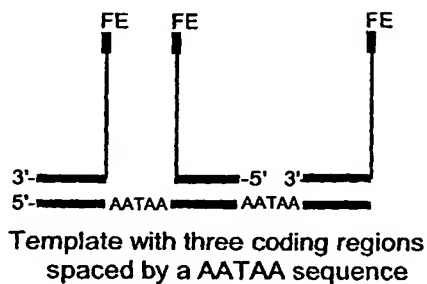 FE FE FE
3'- -5' 3'-
5'- AATAA AATAA
Template with three coding regions
spaced by a AATAA sequence